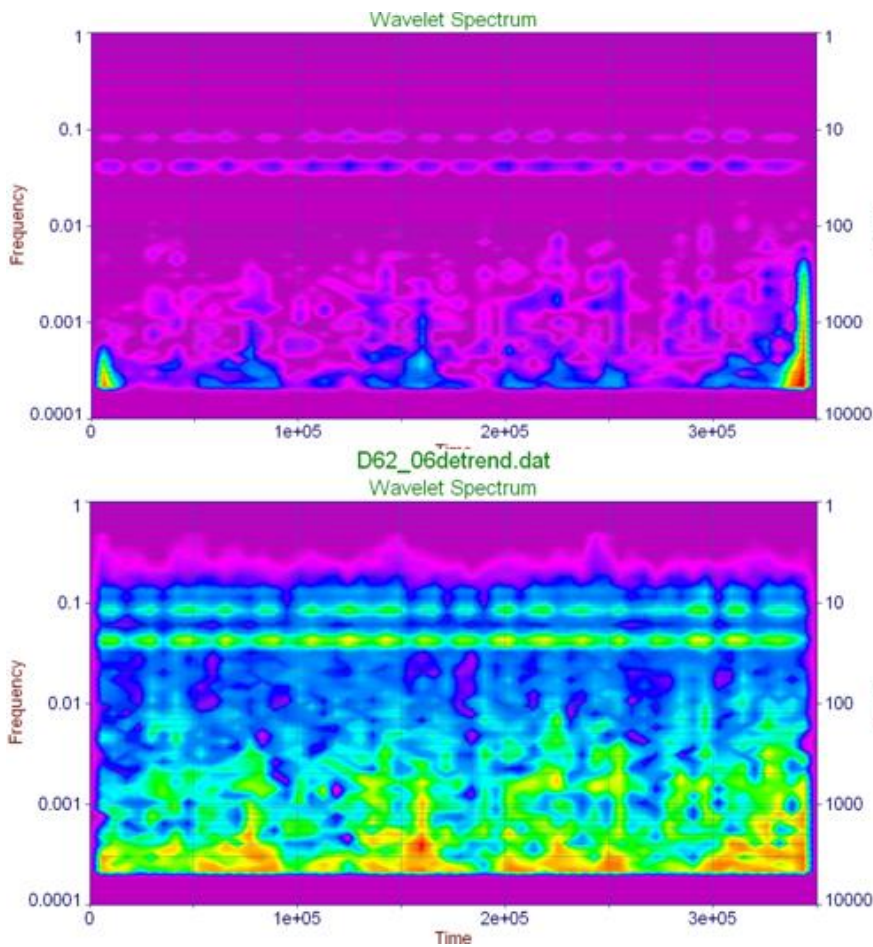 Wavelet Spectrum
1 1
0.1 10
Frequency
0.01 100
0.001 1000
0.0001 10000
0 1e+05 2e+05 3e+05
Time
D62_06detrend.dat
Wavelet Spectrum
1 1
0.1 10
Frequency
0.01 100
0.001 1000
0.0001 10000
0 1e+05 2e+05 3e+05
Time